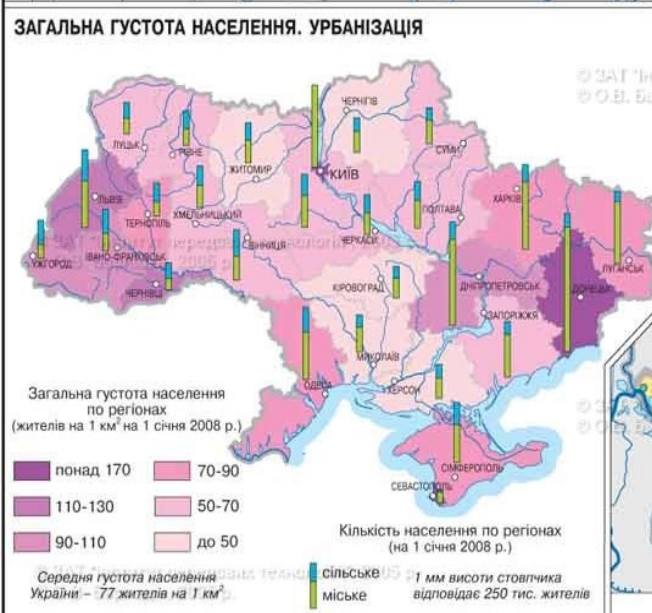 ЗАГАЛЬНА ГУСТОТА НАСЕЛЕННЯ. УРБАНІЗАЦІЯ
ЧЕРНІГІВ
ЛУЦЬК
РІВНЕ
СУМИ
ЖИТОМИР
КИЇВ
ЛЬВІВ
ХАРКІВ
ТЕРНОПІЛЬ
ХМЕЛЬНИЦЬКИЙ
ПОЛТАВА
ЧЕРКАСИ
ВІННИЦЯ
УЖГОРОД
ІВАНО-ФРАНКІВСЬК
ЛУГАНСЬК
ЧЕРНІВЦІ
КІРОВОГРАД
ДНІПРОПЕТРОВСЬК
ДОНЕЦЬК
ЗАПОРІЖЖЯ
МИКОЛАЇВ
ОДЕСА
ХЕРСОН
СІМФЕРОПОЛЬ
СЕВАСТОПОЛЬ
Загальна густота населення
по регіонах
(жителів на 1 км² на 1 січня 2008 р.)
понад 170
70-90
110-130
50-70
90-110
до 50
Середня густота населення
України – 77 жителів на 1 км²
Кількість населення по регіонах
(на 1 січня 2008 р.)
сільське
міське
1 мм висоти стовпчика
відповідає 250 тис. жителів